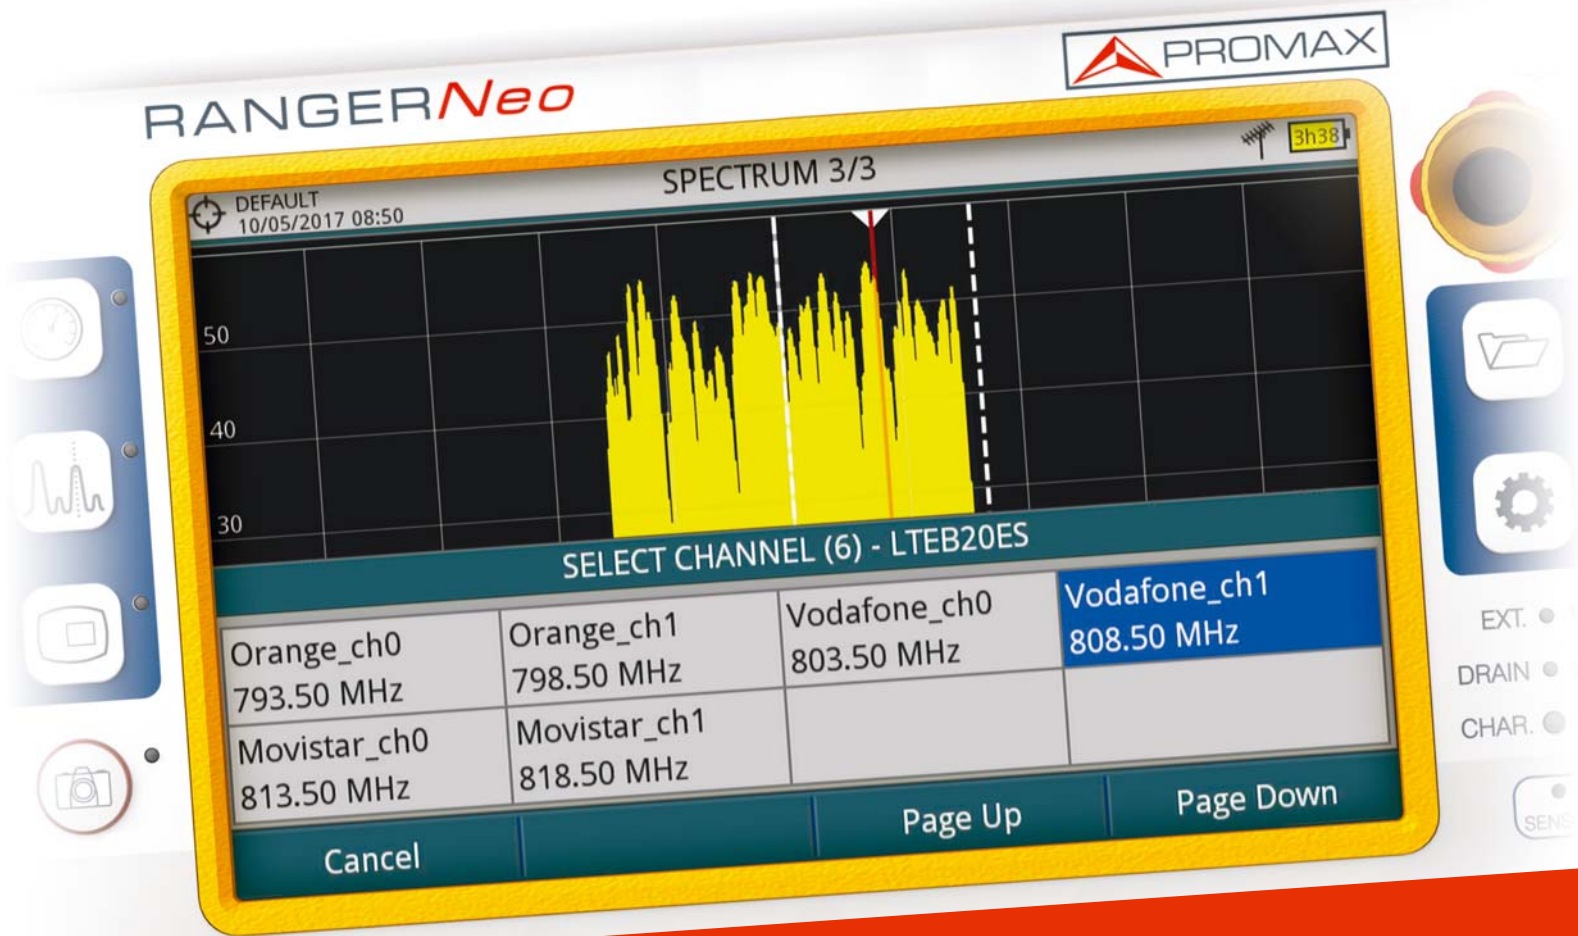 PROMAX
RANGERNeo
3h38
SPECTRUM 3/3
DEFAULT
10/05/2017 08:50
50
40
30
SELECT CHANNEL (6) - LTEB20ES
Orange_ch0
793.50 MHz
Orange_ch1
798.50 MHz
Vodafone_ch0
803.50 MHz
Vodafone_ch1
808.50 MHz
Movistar_ch0
813.50 MHz
Movistar_ch1
818.50 MHz
Cancel
Page Up
Page Down
EXT.
DRAIN
CHAR.